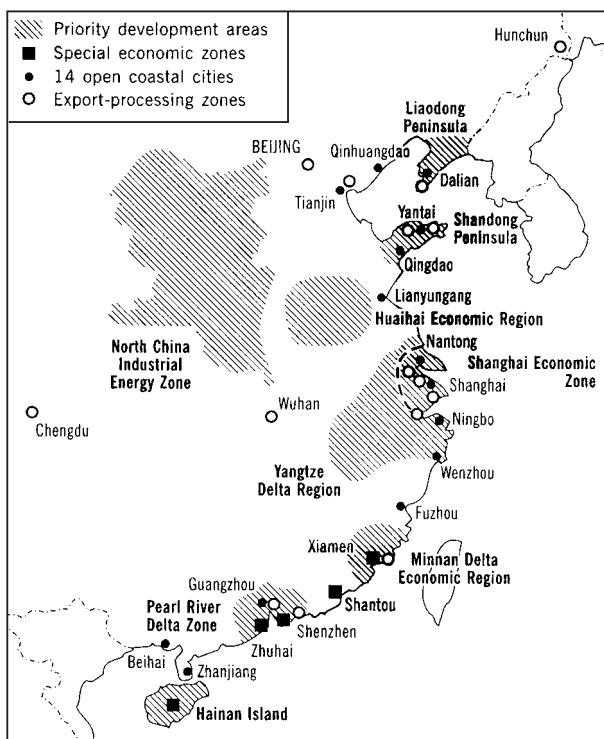 Priority development areas
Special economic zones
14 open coastal cities
Export-processing zones
Hunchun
Liaodong
Peninsula
BEIJING
Qinhuangdao
Dalian
Tianjin
Yantai
Shandong
Peninsula
Qingdao
Lianyungang
Huaihai Economic Region
North China
Industrial
Energy Zone
Nantong
Shanghai Economic
Zone
Shanghai
Wuhan
Chengdu
Ningbo
Yangtze
Delta Region
Wenzhou
Fuzhou
Xiamen
Minnan Delta
Economic Region
Guangzhou
Shantou
Pearl River
Delta Zone
Shenzhen
Zhuhai
Beihai
Zhanjiang
Hainan Island